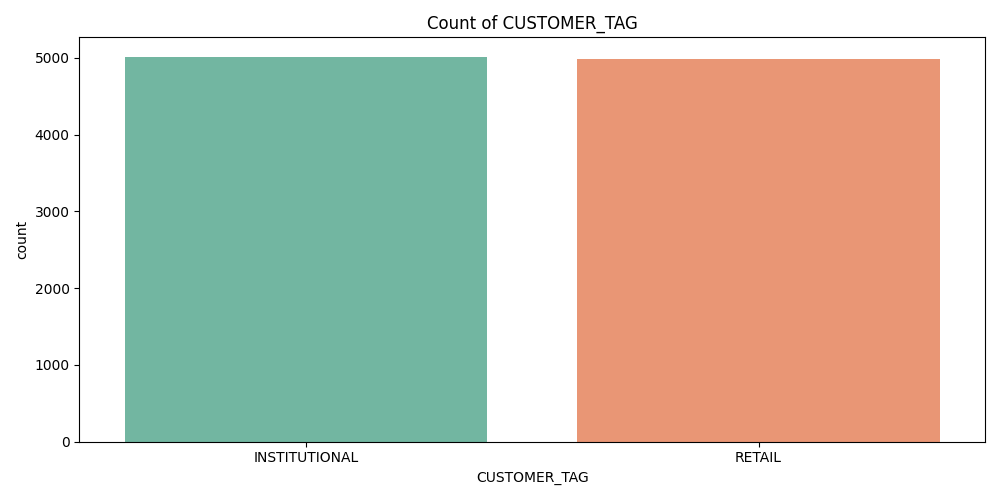 Count of CUSTOMER_TAG
5000
4000
3000
2000
1000
0
count
INSTITUTIONAL
RETAIL
CUSTOMER_TAG